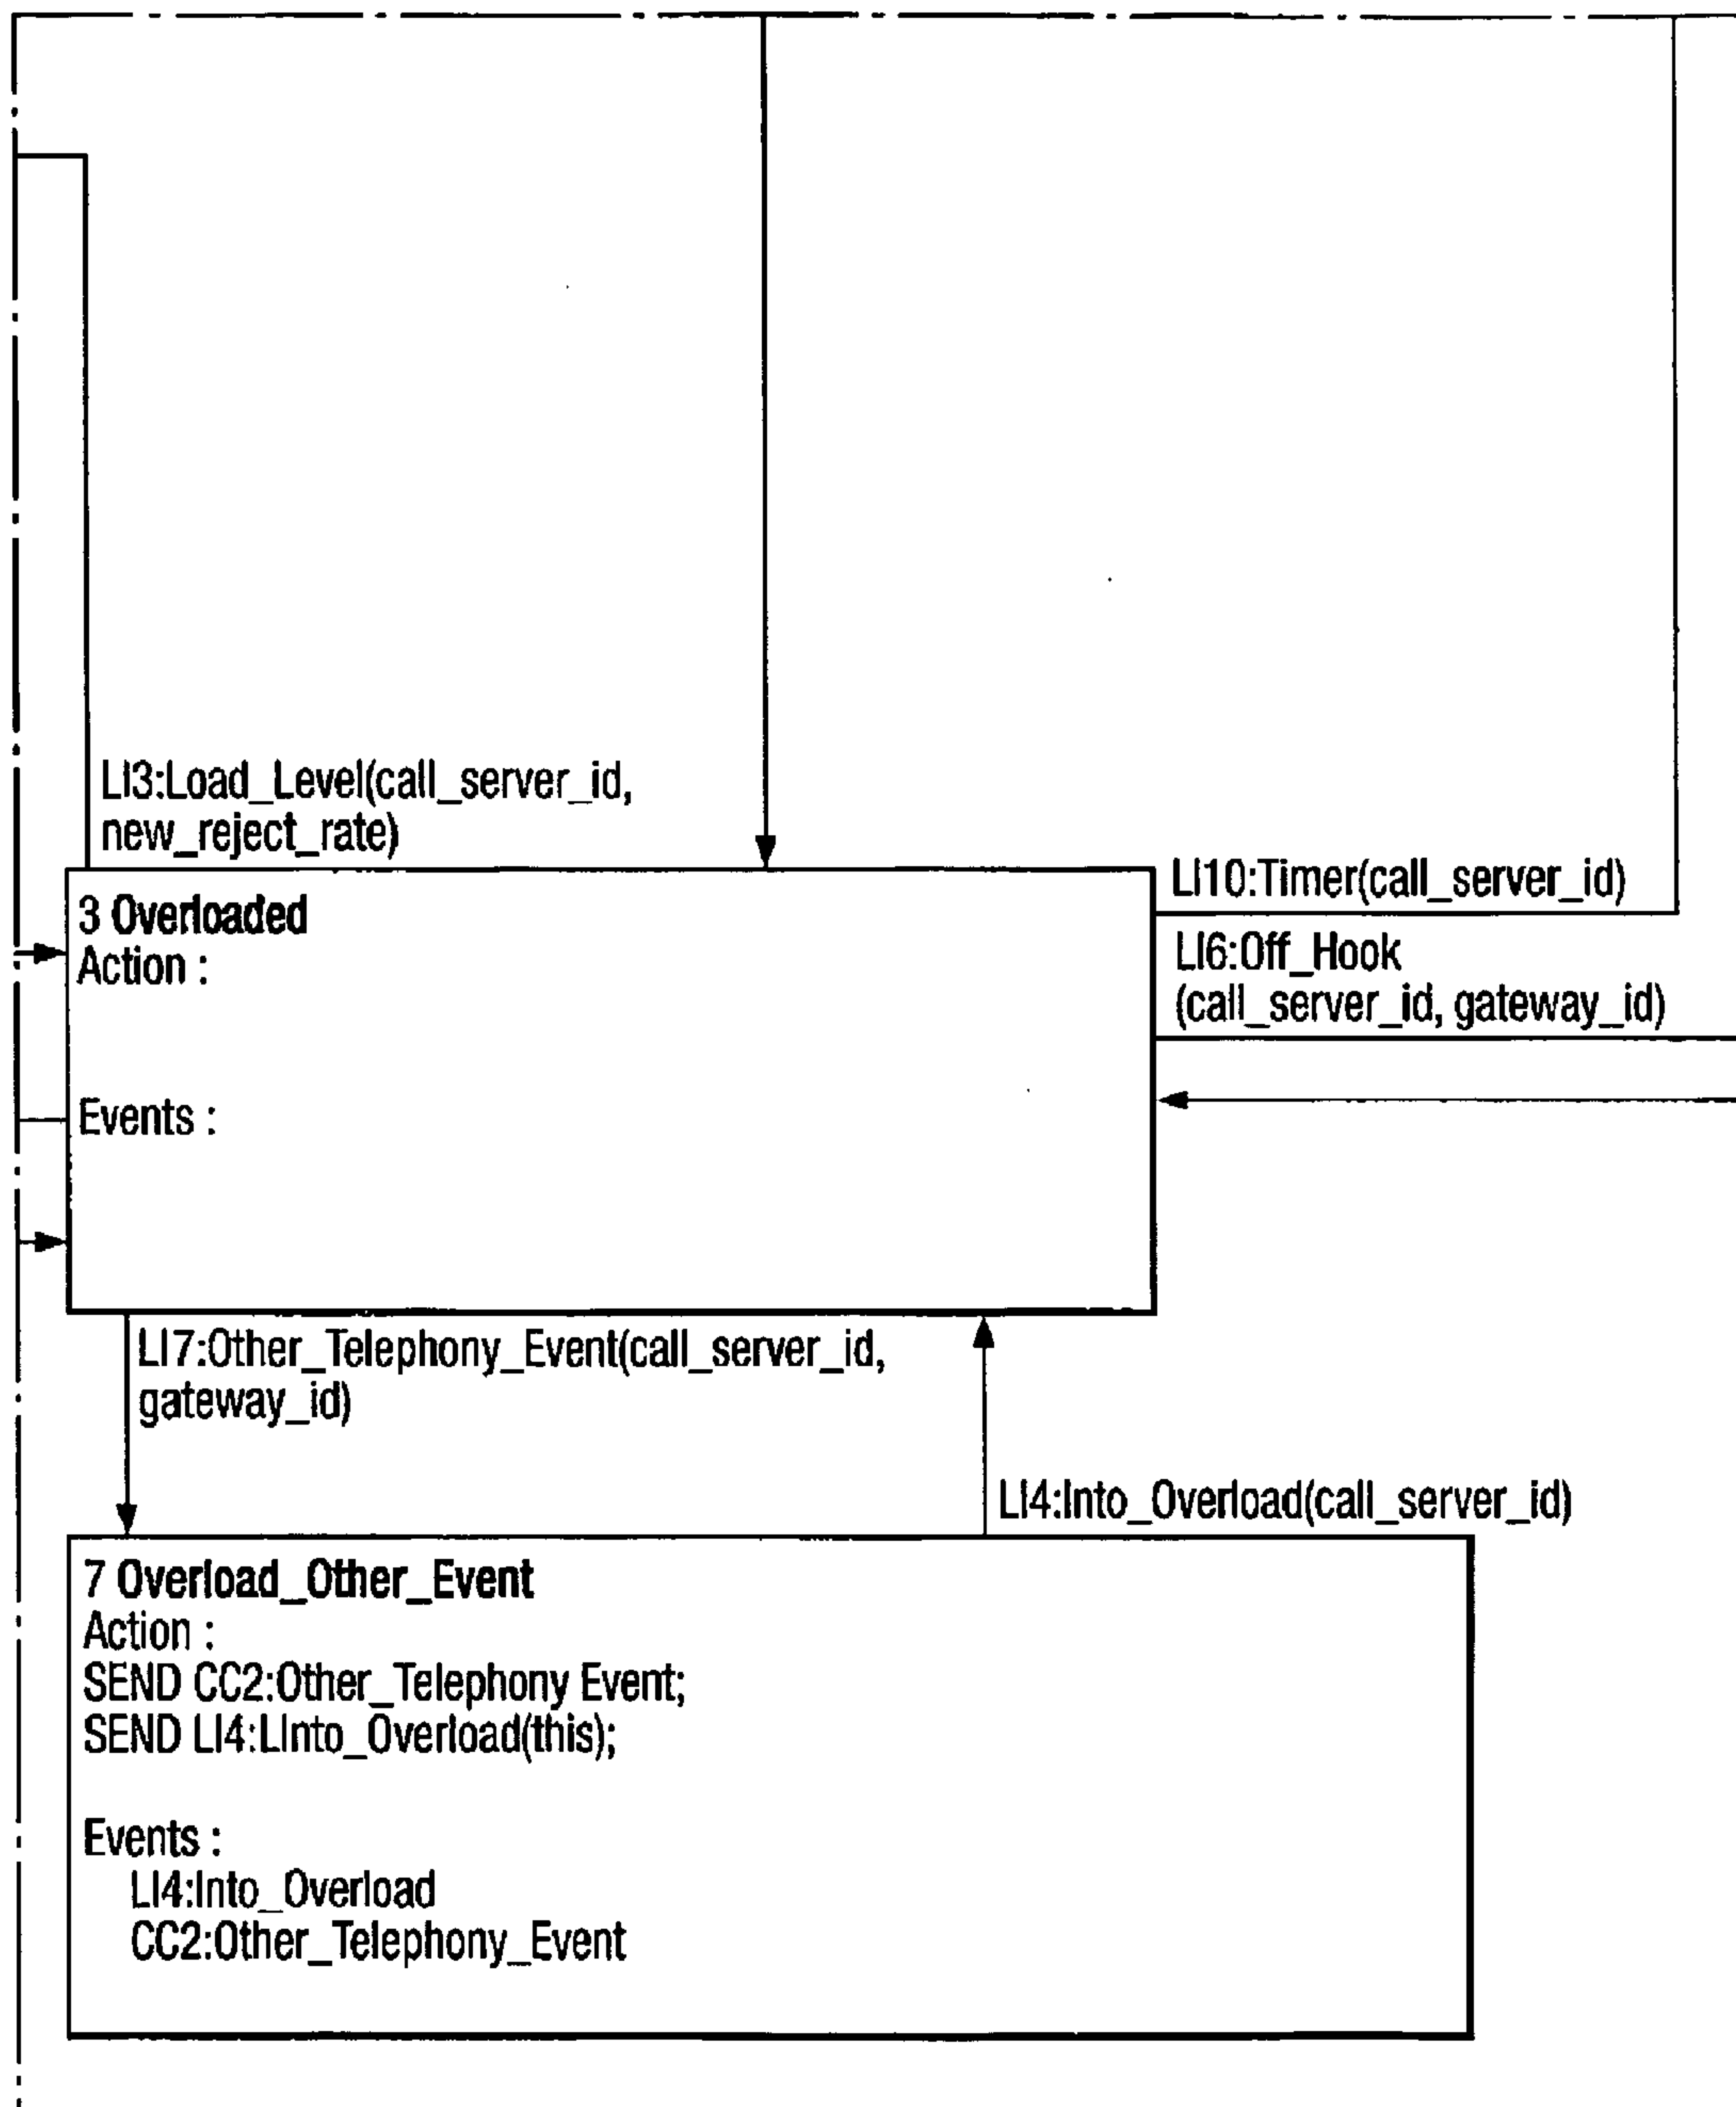 LI3:Load_Level(call_server_id,
new_reject_rate)
3 Overloaded
Action :
Events :
LI10:Timer(call_server_id)
LI6:Off_Hook
(call_server_id, gateway_id)
LI7:Other_Telephony_Event(call_server_id,
gateway_id)
LI4:Into_Overload(call_server_id)
7 Overload_Other_Event
Action :
SEND CC2:Other_Telephony Event;
SEND LI4:LInto_Overload(this);
Events :
LI4:Into_Overload
CC2:Other_Telephony_Event